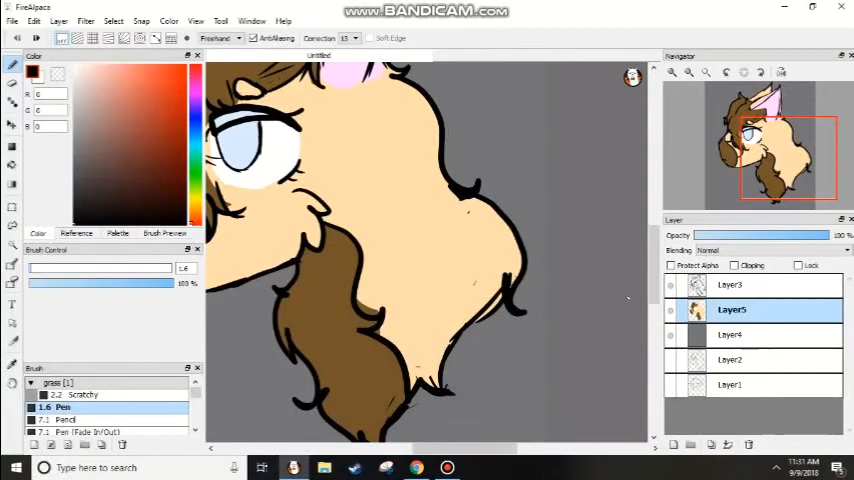 FireAlpaca
www.BANDICAM.com
File Edit Layer Filter Select Snap Color View Tool Window Help
OFF Freehand AntiAliasing Correction 13 Soft Edge
Untitled
Color
R 0
G 0
B 0
Color Reference Palette Brush Preview
Brush Control
1.6
100 %
Brush
grass [1]
2.2 Scratchy
1.6 Pen
7.1 Pencil
7.1 Pen (Fade In/Out)
Navigator
Layer
Opacity 100 %
Blending Normal
Protect Alpha Clipping Lock
Layer3
Layer5
Layer4
Layer2
Layer1
Type here to search
11:31 AM
9/9/2018